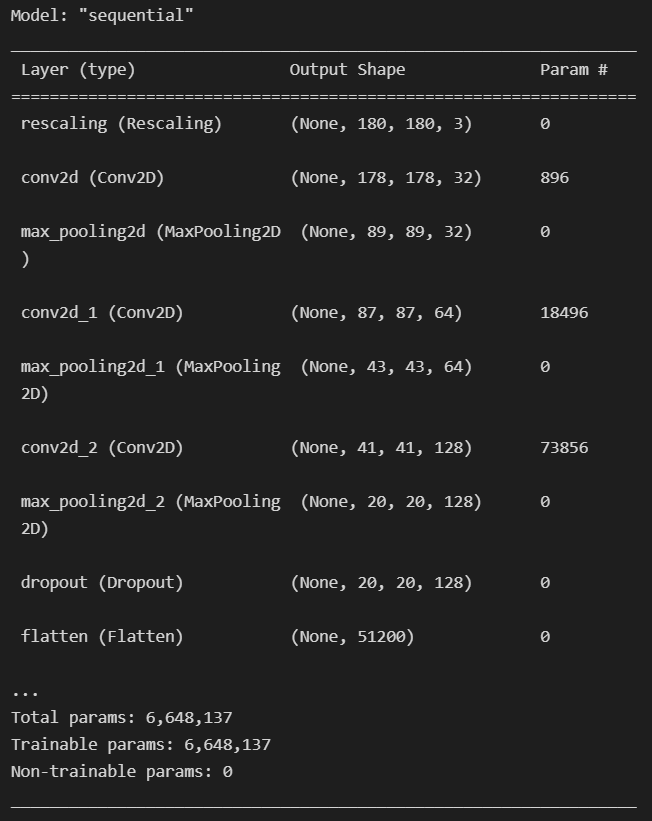 Model: "sequential"
_________________________________________________________________
Layer (type) Output Shape Param #
=================================================================
rescaling (Rescaling) (None, 180, 180, 3) 0
conv2d (Conv2D) (None, 178, 178, 32) 896
max_pooling2d (MaxPooling2D (None, 89, 89, 32) 0
)
conv2d_1 (Conv2D) (None, 87, 87, 64) 18496
max_pooling2d_1 (MaxPooling (None, 43, 43, 64) 0
2D)
conv2d_2 (Conv2D) (None, 41, 41, 128) 73856
max_pooling2d_2 (MaxPooling (None, 20, 20, 128) 0
2D)
dropout (Dropout) (None, 20, 20, 128) 0
flatten (Flatten) (None, 51200) 0
...
Total params: 6,648,137
Trainable params: 6,648,137
Non-trainable params: 0
_________________________________________________________________